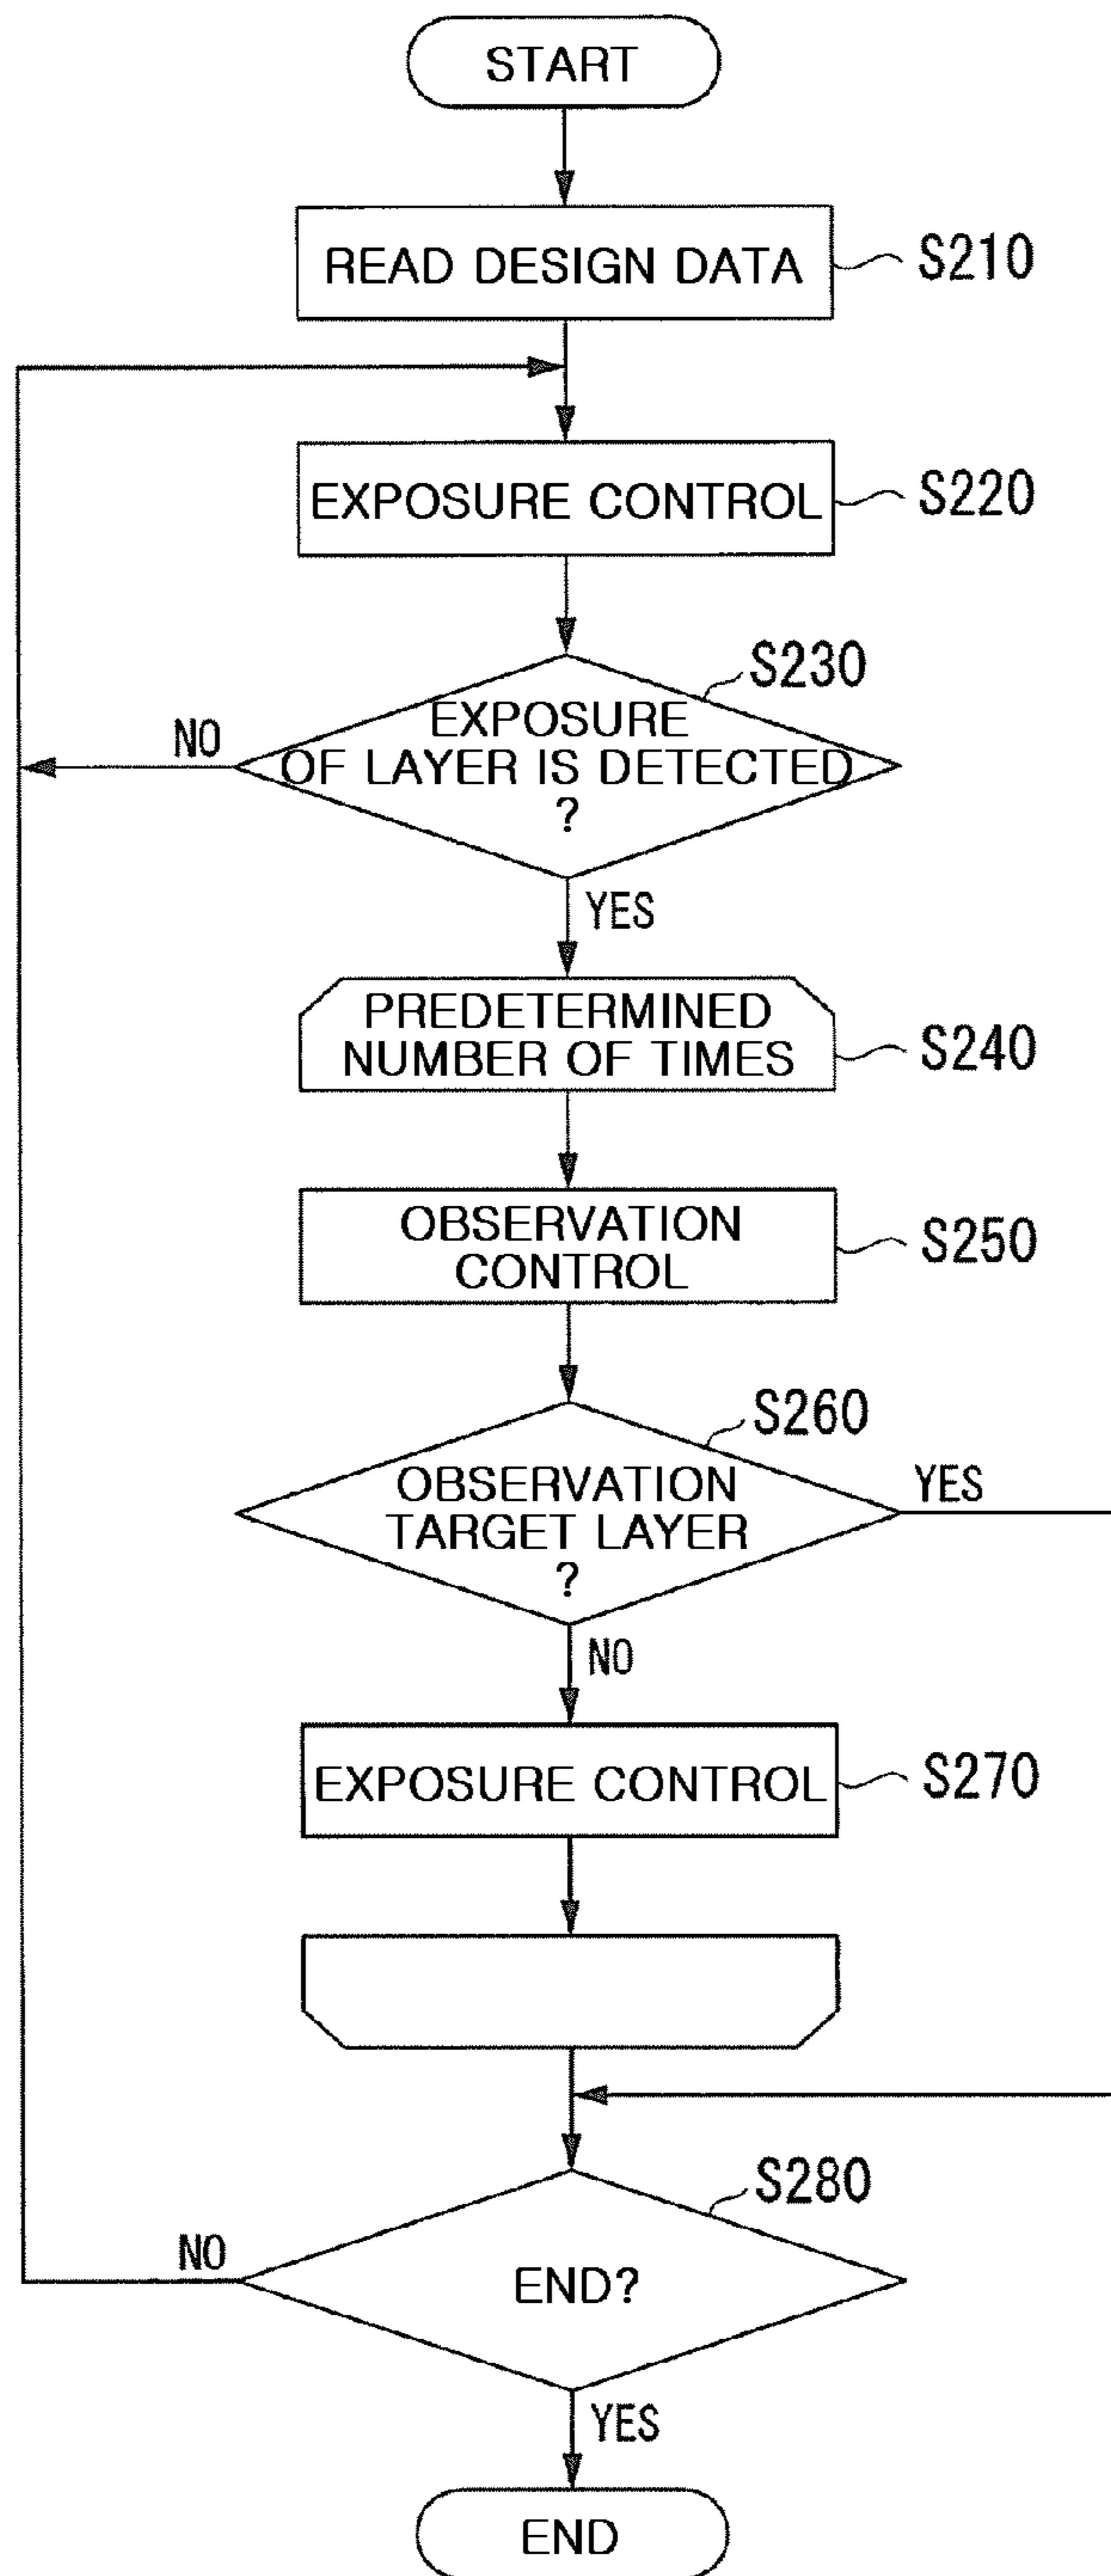 START
READ DESIGN DATA
S210
EXPOSURE CONTROL
S220
S230
EXPOSURE
OF LAYER IS DETECTED
?
NO
YES
PREDETERMINED
NUMBER OF TIMES
S240
OBSERVATION
CONTROL
S250
S260
OBSERVATION
TARGET LAYER
?
YES
NO
EXPOSURE CONTROL
S270
S280
END?
NO
YES
END